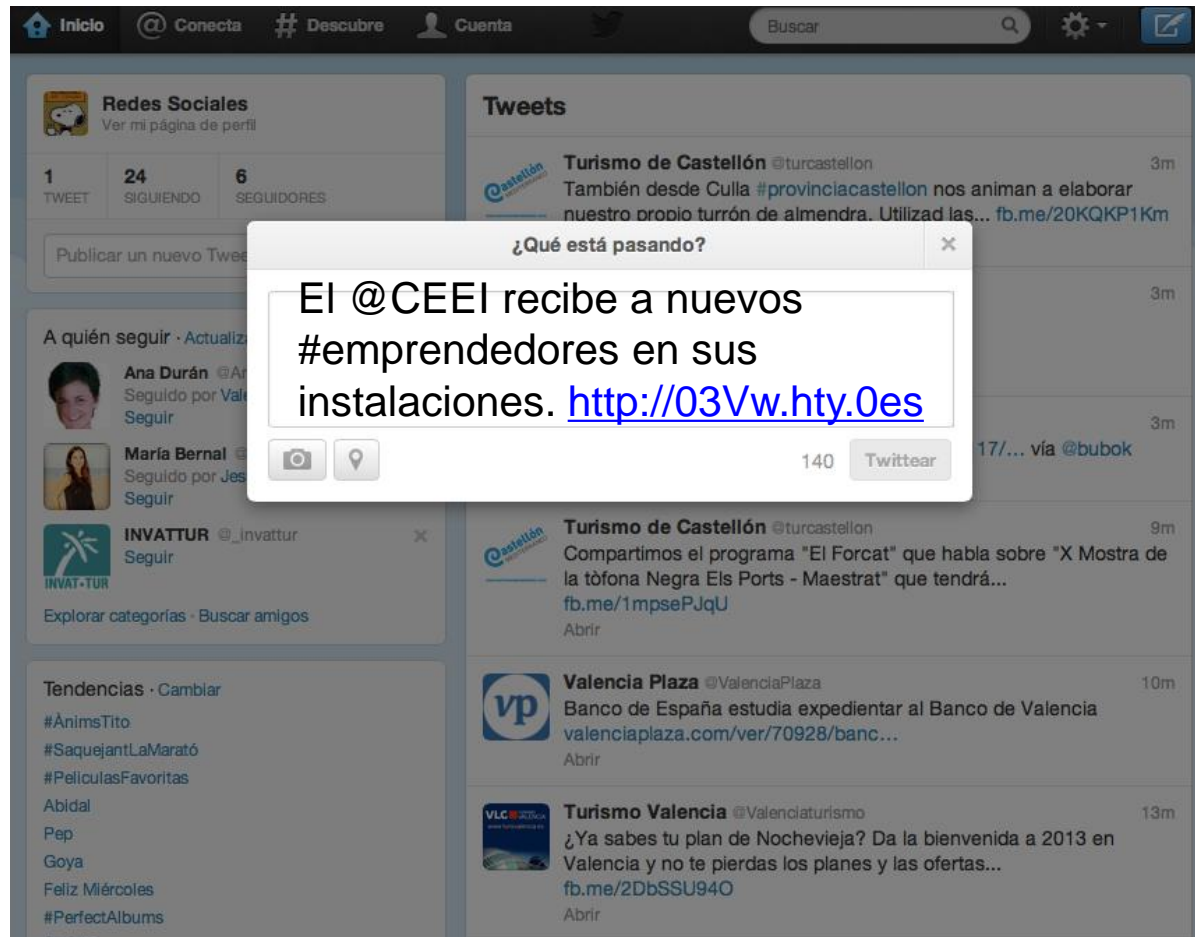 Inicio @ Conecta # Descubre Cuenta Buscar
Redes Sociales
Ver mi página de perfil
1 24 6
TWEET SIGUIENDO SEGUIDORES
Publicar un nuevo Twee
A quién seguir · Actualiz
Ana Durán @Ar
Seguido por Vale
Seguir
María Bernal @
Seguido por Jes
Seguir
INVATTUR @_invattur ×
Seguir
INVAT·TUR
Explorar categorías · Buscar amigos
Tendencias · Cambiar
#ÀnimsTito
#SaquejantLaMarató
#PeliculasFavoritas
Abidal
Pep
Goya
Feliz Miércoles
#PerfectAlbums
¿Qué está pasando? ×
El @CEEI recibe a nuevos
#emprendedores en sus
instalaciones. http://03Vw.hty.0es
140 Twittear
Tweets
Castellón
Turismo de Castellón @turcastellon 3m
También desde Culla #provinciacastellon nos animan a elaborar
nuestro propio turrón de almendra. Utilizad las... fb.me/20KQKP1Km
3m
3m
17/... vía @bubok
Castellón
Turismo de Castellón @turcastellon 9m
Compartimos el programa "El Forcat" que habla sobre "X Mostra de
la tòfona Negra Els Ports - Maestrat" que tendrá...
fb.me/1mpsePJqU
Abrir
vp
Valencia Plaza @ValenciaPlaza 10m
Banco de España estudia expedientar al Banco de Valencia
valenciaplaza.com/ver/70928/banc...
Abrir
VLC
Turismo Valencia @Valenciaturismo 13m
¿Ya sabes tu plan de Nochevieja? Da la bienvenida a 2013 en
Valencia y no te pierdas los planes y las ofertas...
fb.me/2DbSSU94O
Abrir